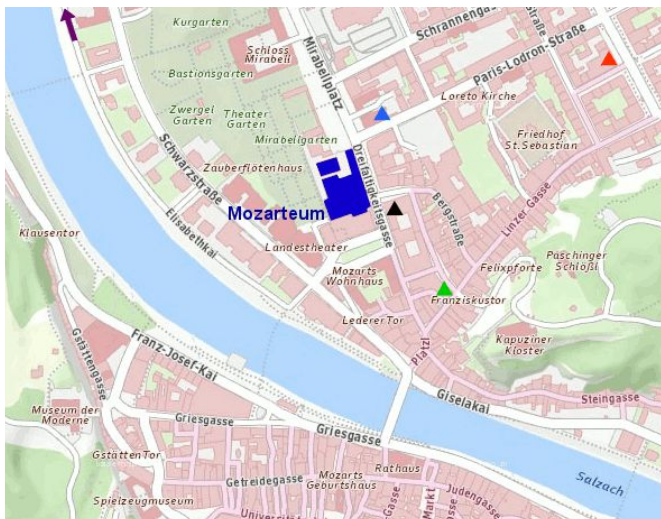 Kurgarten
Schrannengasse
Schloss
Mirabell
Mirabellplatz
Paris-Lodron-Straße
Bastionsgarten
Loreto Kirche
Zwergel
Garten
Theater
Garten
Mirabellgarten
Friedhof
St.Sebastian
Schwarzstraße
Zauberflötenhaus
Dreifaltigkeitsgasse
Linzer Gasse
Bergstraße
Mozarteum
Elisabethkai
Klausentor
Landestheater
Mozarts
Wohnhaus
Felixpforte
Paschinger
Schlößl
Franziskustor
Lederer Tor
Platzl
Kapuziner
Kloster
Gstättengasse
Franz-Josef-Kai
Giselakai
Steingasse
Museum der
Moderne
Griesgasse
Griesgasse
Gstätten Tor
Getreidegasse
Mozarts
Geburtshaus
Rathaus
Salzach
Spielzeugmuseum
Gasse
Markt
Judengasse